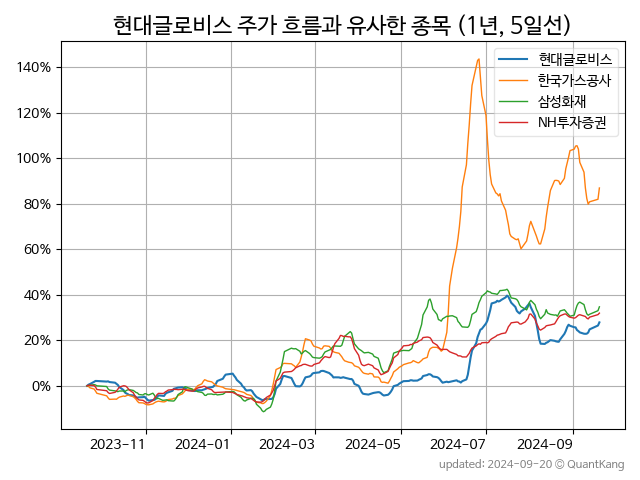 현대글로비스 주가 흐름과 유사한 종목 (1년, 5일선)
현대글로비스
한국가스공사
삼성화재
NH투자증권
140%
120%
100%
80%
60%
40%
20%
0%
2023-11 2024-01 2024-03 2024-05 2024-07 2024-09
updated: 2024-09-20 © QuantKang